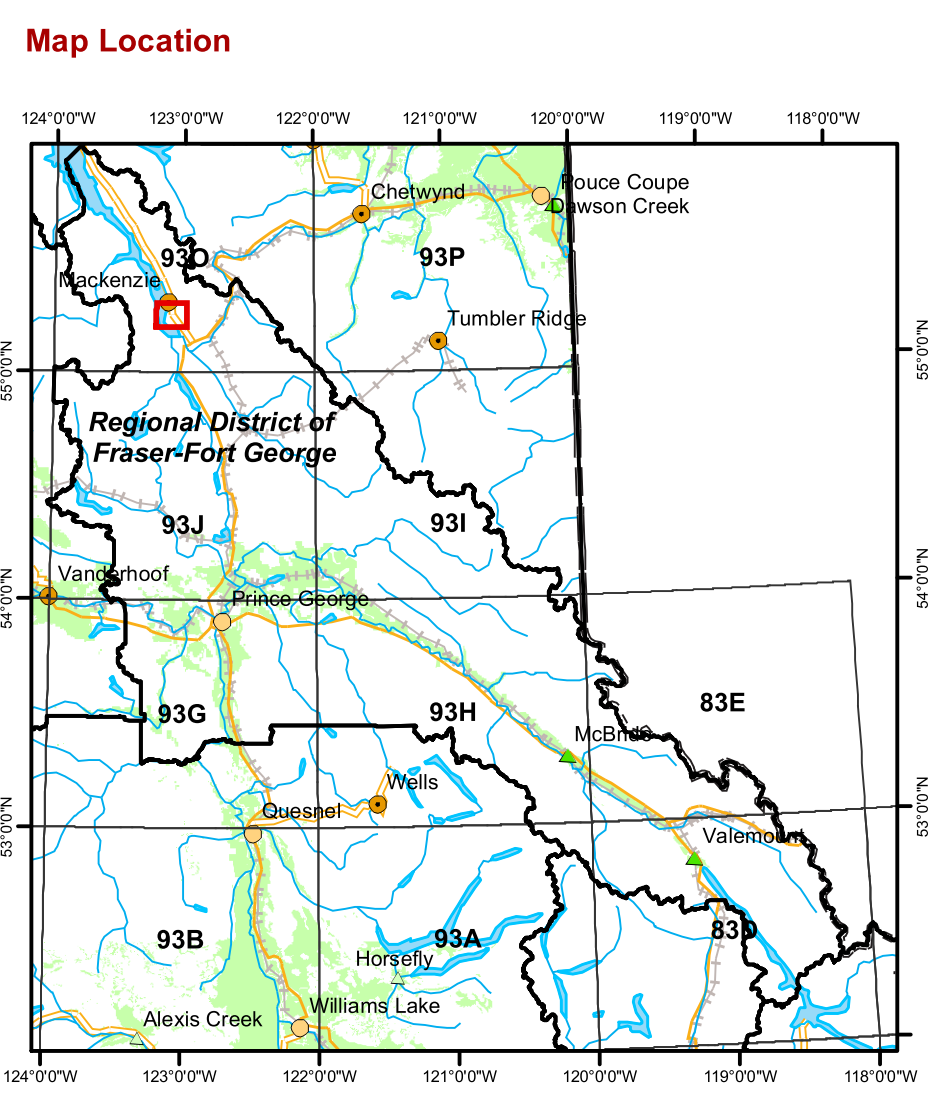 Map Location
124°0'0"W 123°0'0"W 122°0'0"W 121°0'0"W 120°0'0"W 119°0'0"W 118°0'0"W
Pouce Coupe
Chetwynd
Dawson Creek
93O
93P
Mackenzie
Tumbler Ridge
55°0'0"N
55°0'0"N
Regional District of
Fraser-Fort George
93J
93I
Vanderhoof
54°0'0"N
54°0'0"N
Prince George
93G
93H
83E
McBride
Wells
Quesnel
53°0'0"N
53°0'0"N
Valemount
93B
93A
83D
Horsefly
Williams Lake
Alexis Creek
124°0'0"W 123°0'0"W 122°0'0"W 121°0'0"W 120°0'0"W 119°0'0"W 118°0'0"W